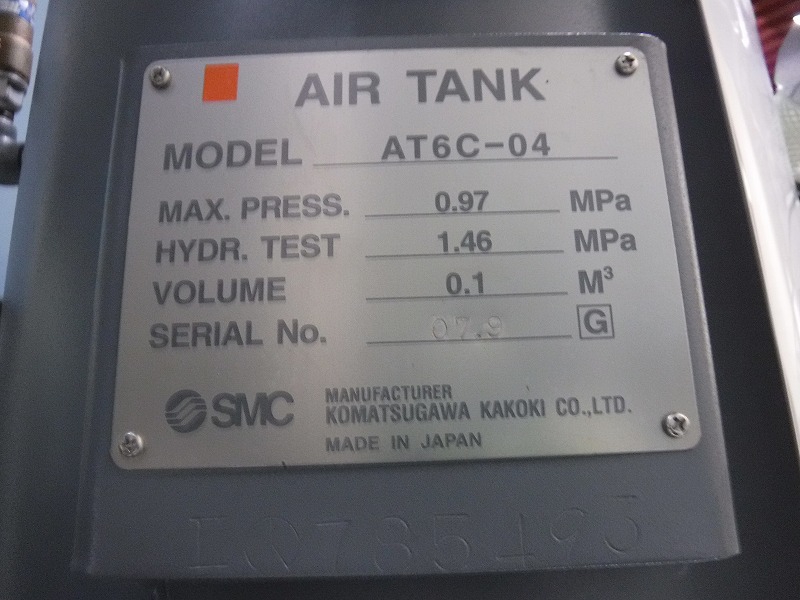 AIR TANK
MODEL AT6C-04
MAX. PRESS. 0.97 MPa
HYDR. TEST 1.46 MPa
VOLUME 0.1 M³
SERIAL No. 07.9 G
SMC
MANUFACTURER
KOMATSUGAWA KAKOKI CO.,LTD.
MADE IN JAPAN